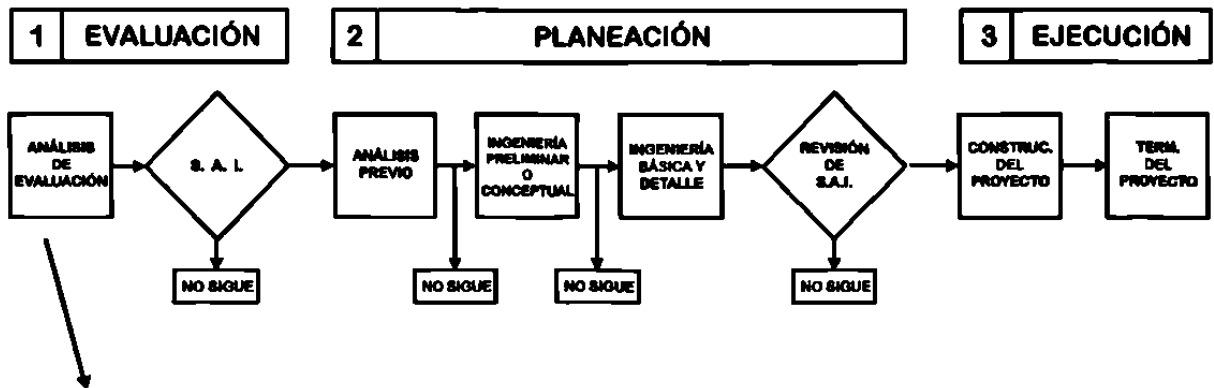 1 EVALUACIÓN
2 PLANEACIÓN
3 EJECUCIÓN
ANÁLISIS
DE
EVALUACIÓN
S. A. I.
NO SIGUE
ANÁLISIS
PREVIO
NO SIGUE
INGENIERÍA
PRELIMINAR
O
CONCEPTUAL
NO SIGUE
INGENIERÍA
BÁSICA Y
DETALLE
REVISIÓN
DE
S.A.I.
NO SIGUE
CONSTRUC.
DEL
PROYECTO
TERM.
DEL
PROYECTO